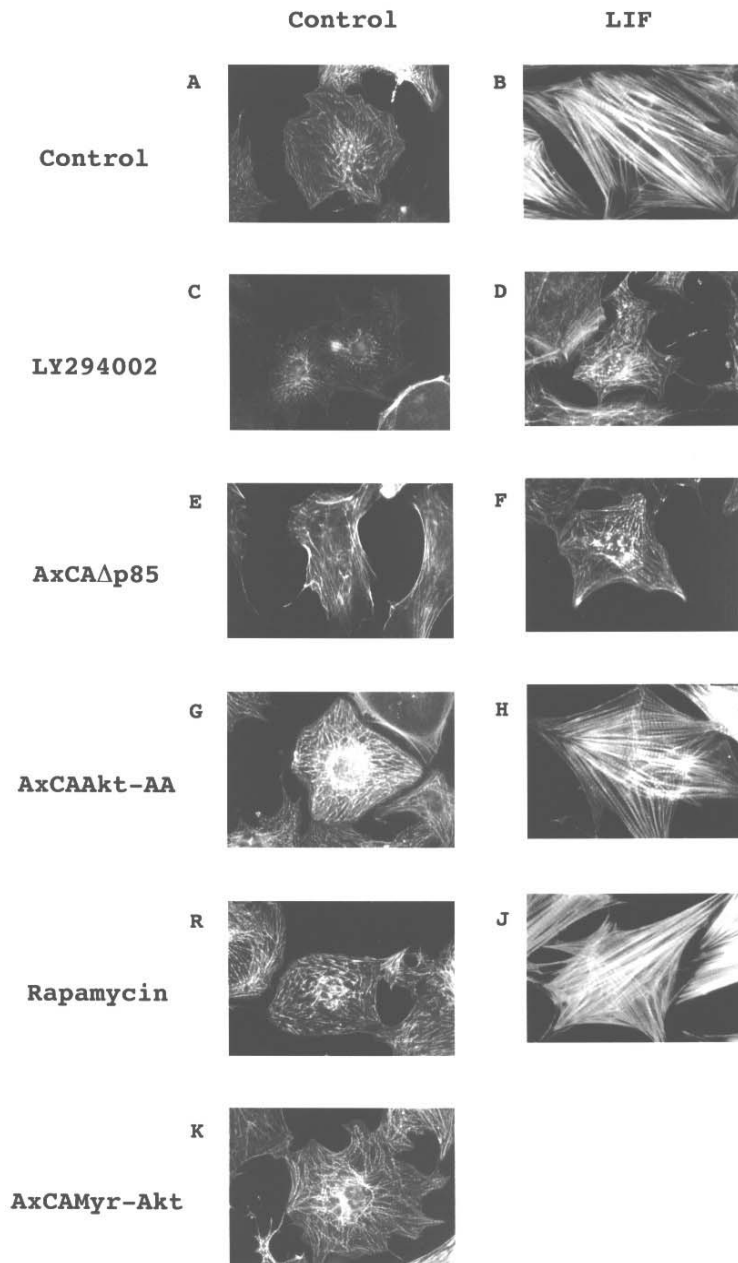 Control LIF
A B
Control
C D
LY294002
E F
AxCAΔp85
G H
AxCAAkt-AA
R J
Rapamycin
K
AxCAMyr-Akt